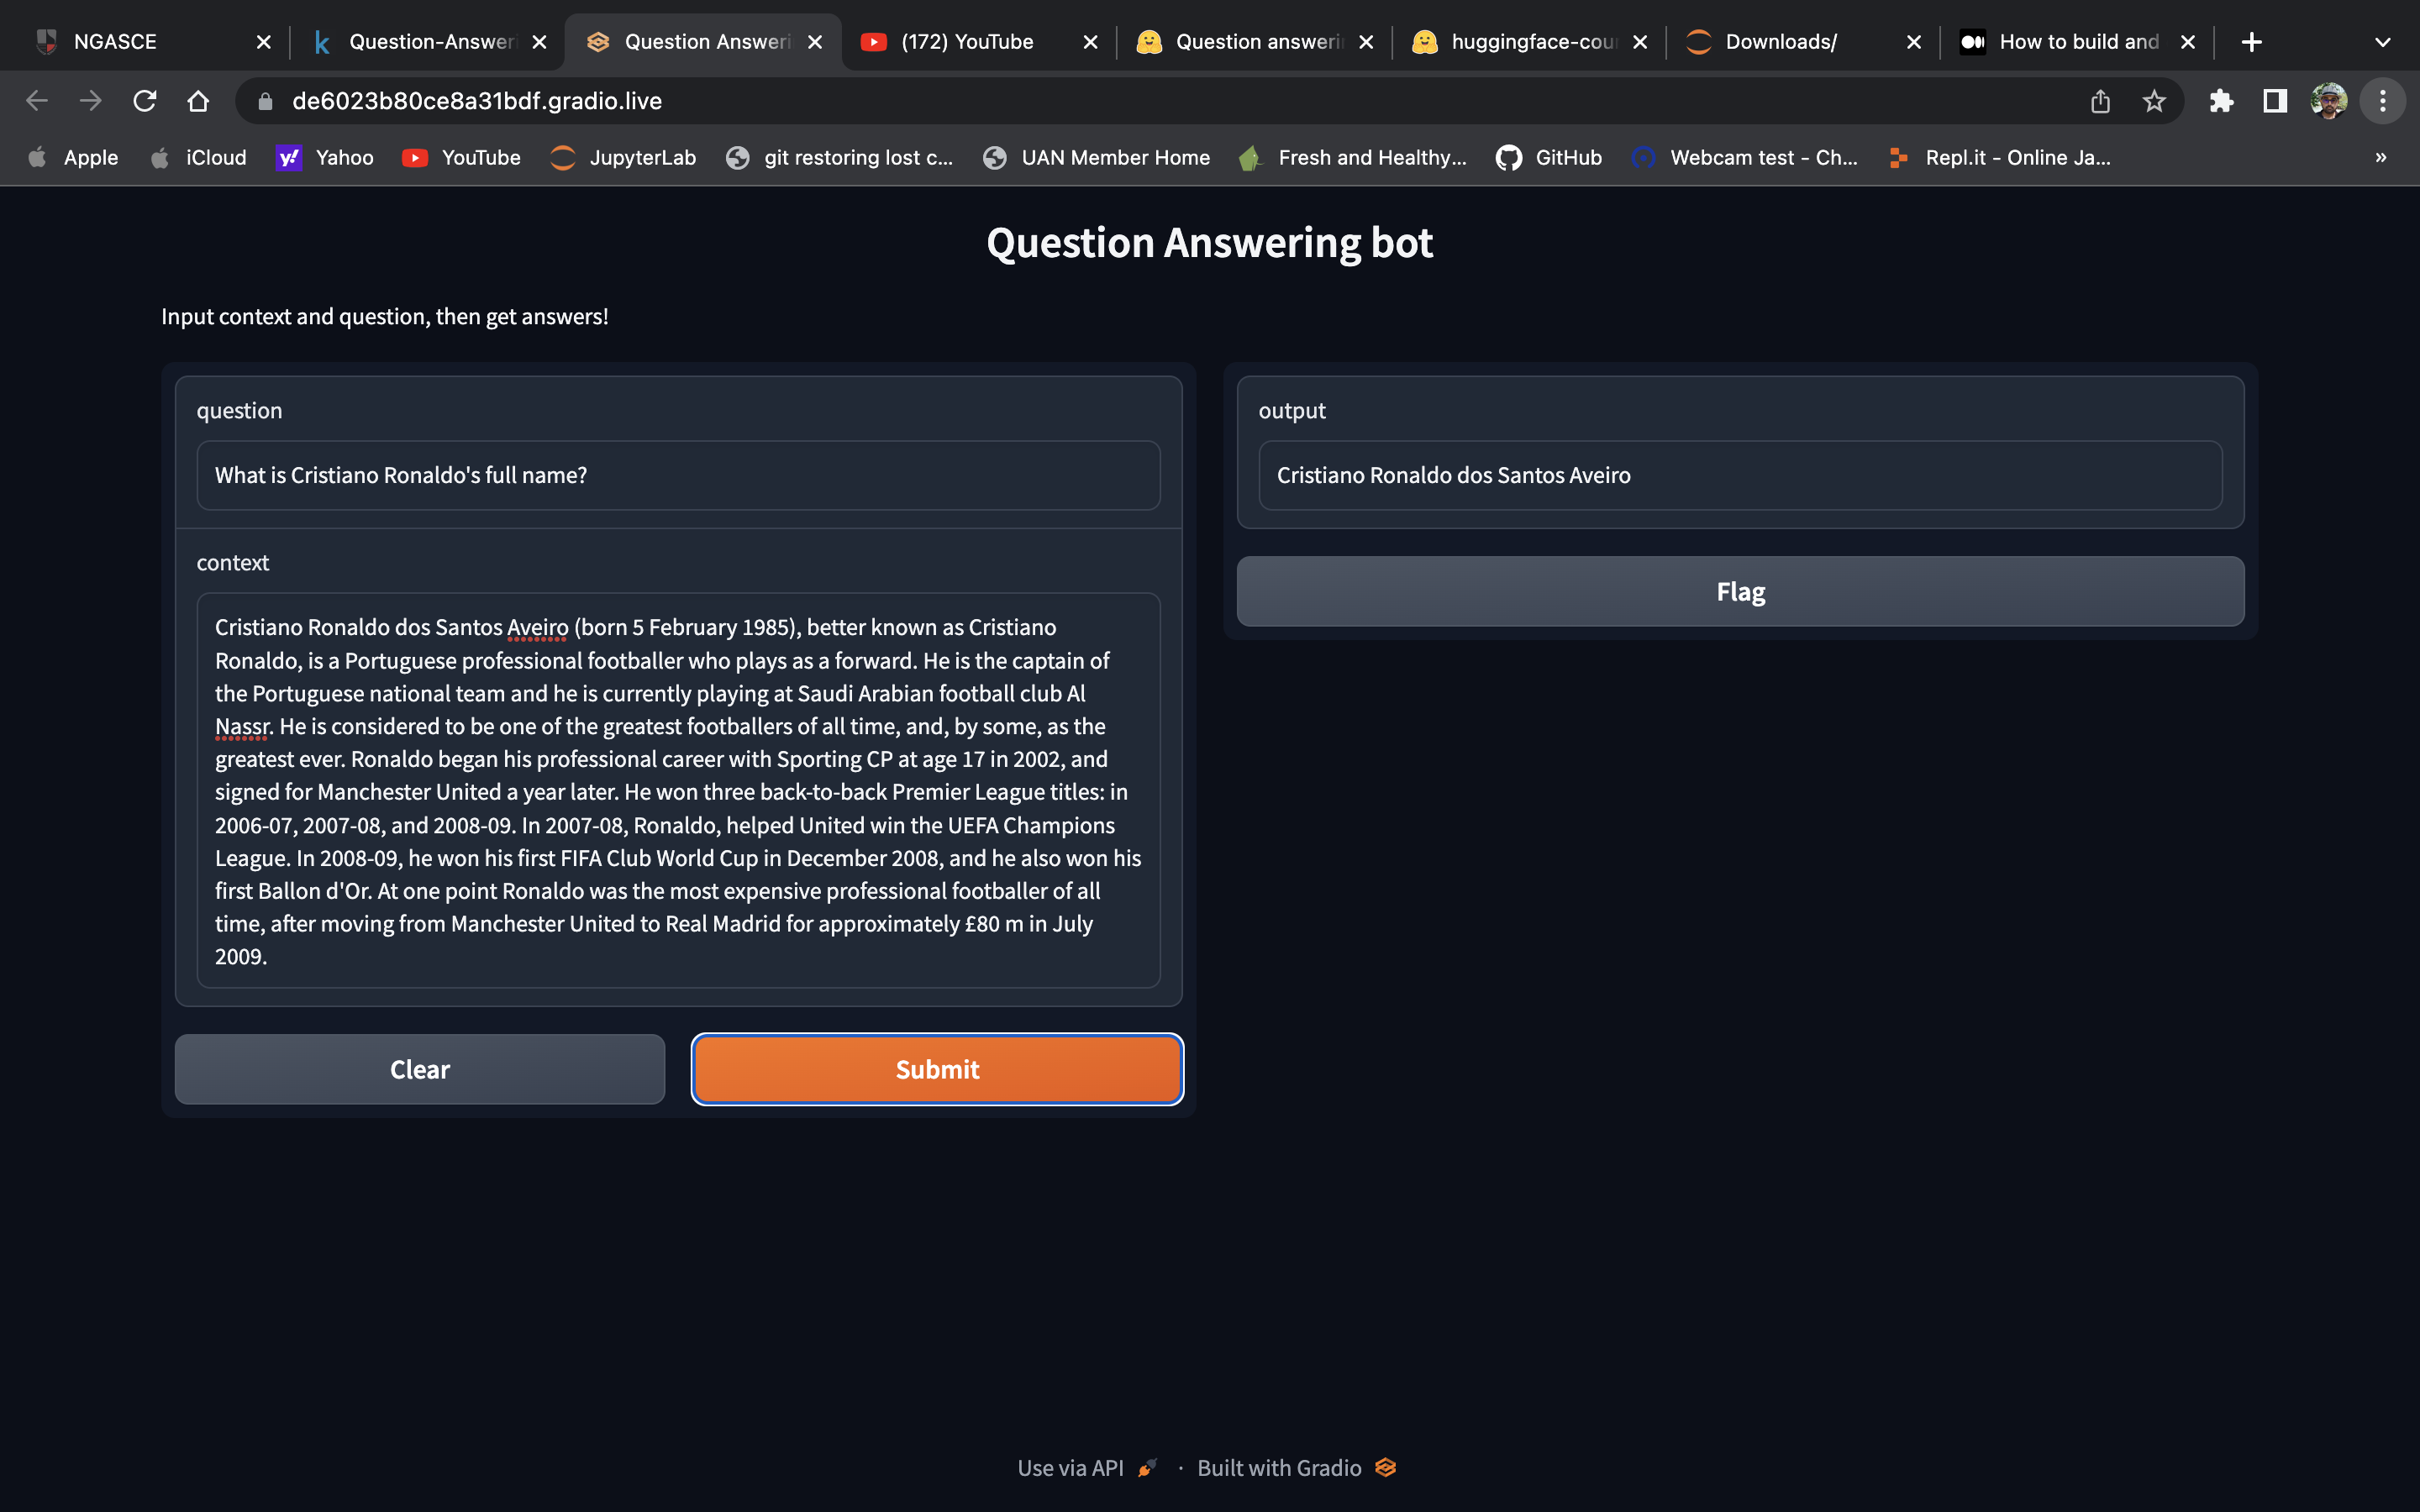 NGASCE
Question-Answeri
Question Answeri
(172) YouTube
Question answerin
huggingface-cour
Downloads/
How to build and
de6023b80ce8a31bdf.gradio.live
Apple
iCloud
Yahoo
YouTube
JupyterLab
git restoring lost c...
UAN Member Home
Fresh and Healthy...
GitHub
Webcam test - Ch...
Repl.it - Online Ja...
»
Question Answering bot
Input context and question, then get answers!
question
What is Cristiano Ronaldo's full name?
context
Cristiano Ronaldo dos Santos Aveiro (born 5 February 1985), better known as Cristiano
Ronaldo, is a Portuguese professional footballer who plays as a forward. He is the captain of
the Portuguese national team and he is currently playing at Saudi Arabian football club Al
Nassr. He is considered to be one of the greatest footballers of all time, and, by some, as the
greatest ever. Ronaldo began his professional career with Sporting CP at age 17 in 2002, and
signed for Manchester United a year later. He won three back-to-back Premier League titles: in
2006-07, 2007-08, and 2008-09. In 2007-08, Ronaldo, helped United win the UEFA Champions
League. In 2008-09, he won his first FIFA Club World Cup in December 2008, and he also won his
first Ballon d'Or. At one point Ronaldo was the most expensive professional footballer of all
time, after moving from Manchester United to Real Madrid for approximately £80 m in July
2009.
Clear
Submit
output
Cristiano Ronaldo dos Santos Aveiro
Flag
Use via API · Built with Gradio